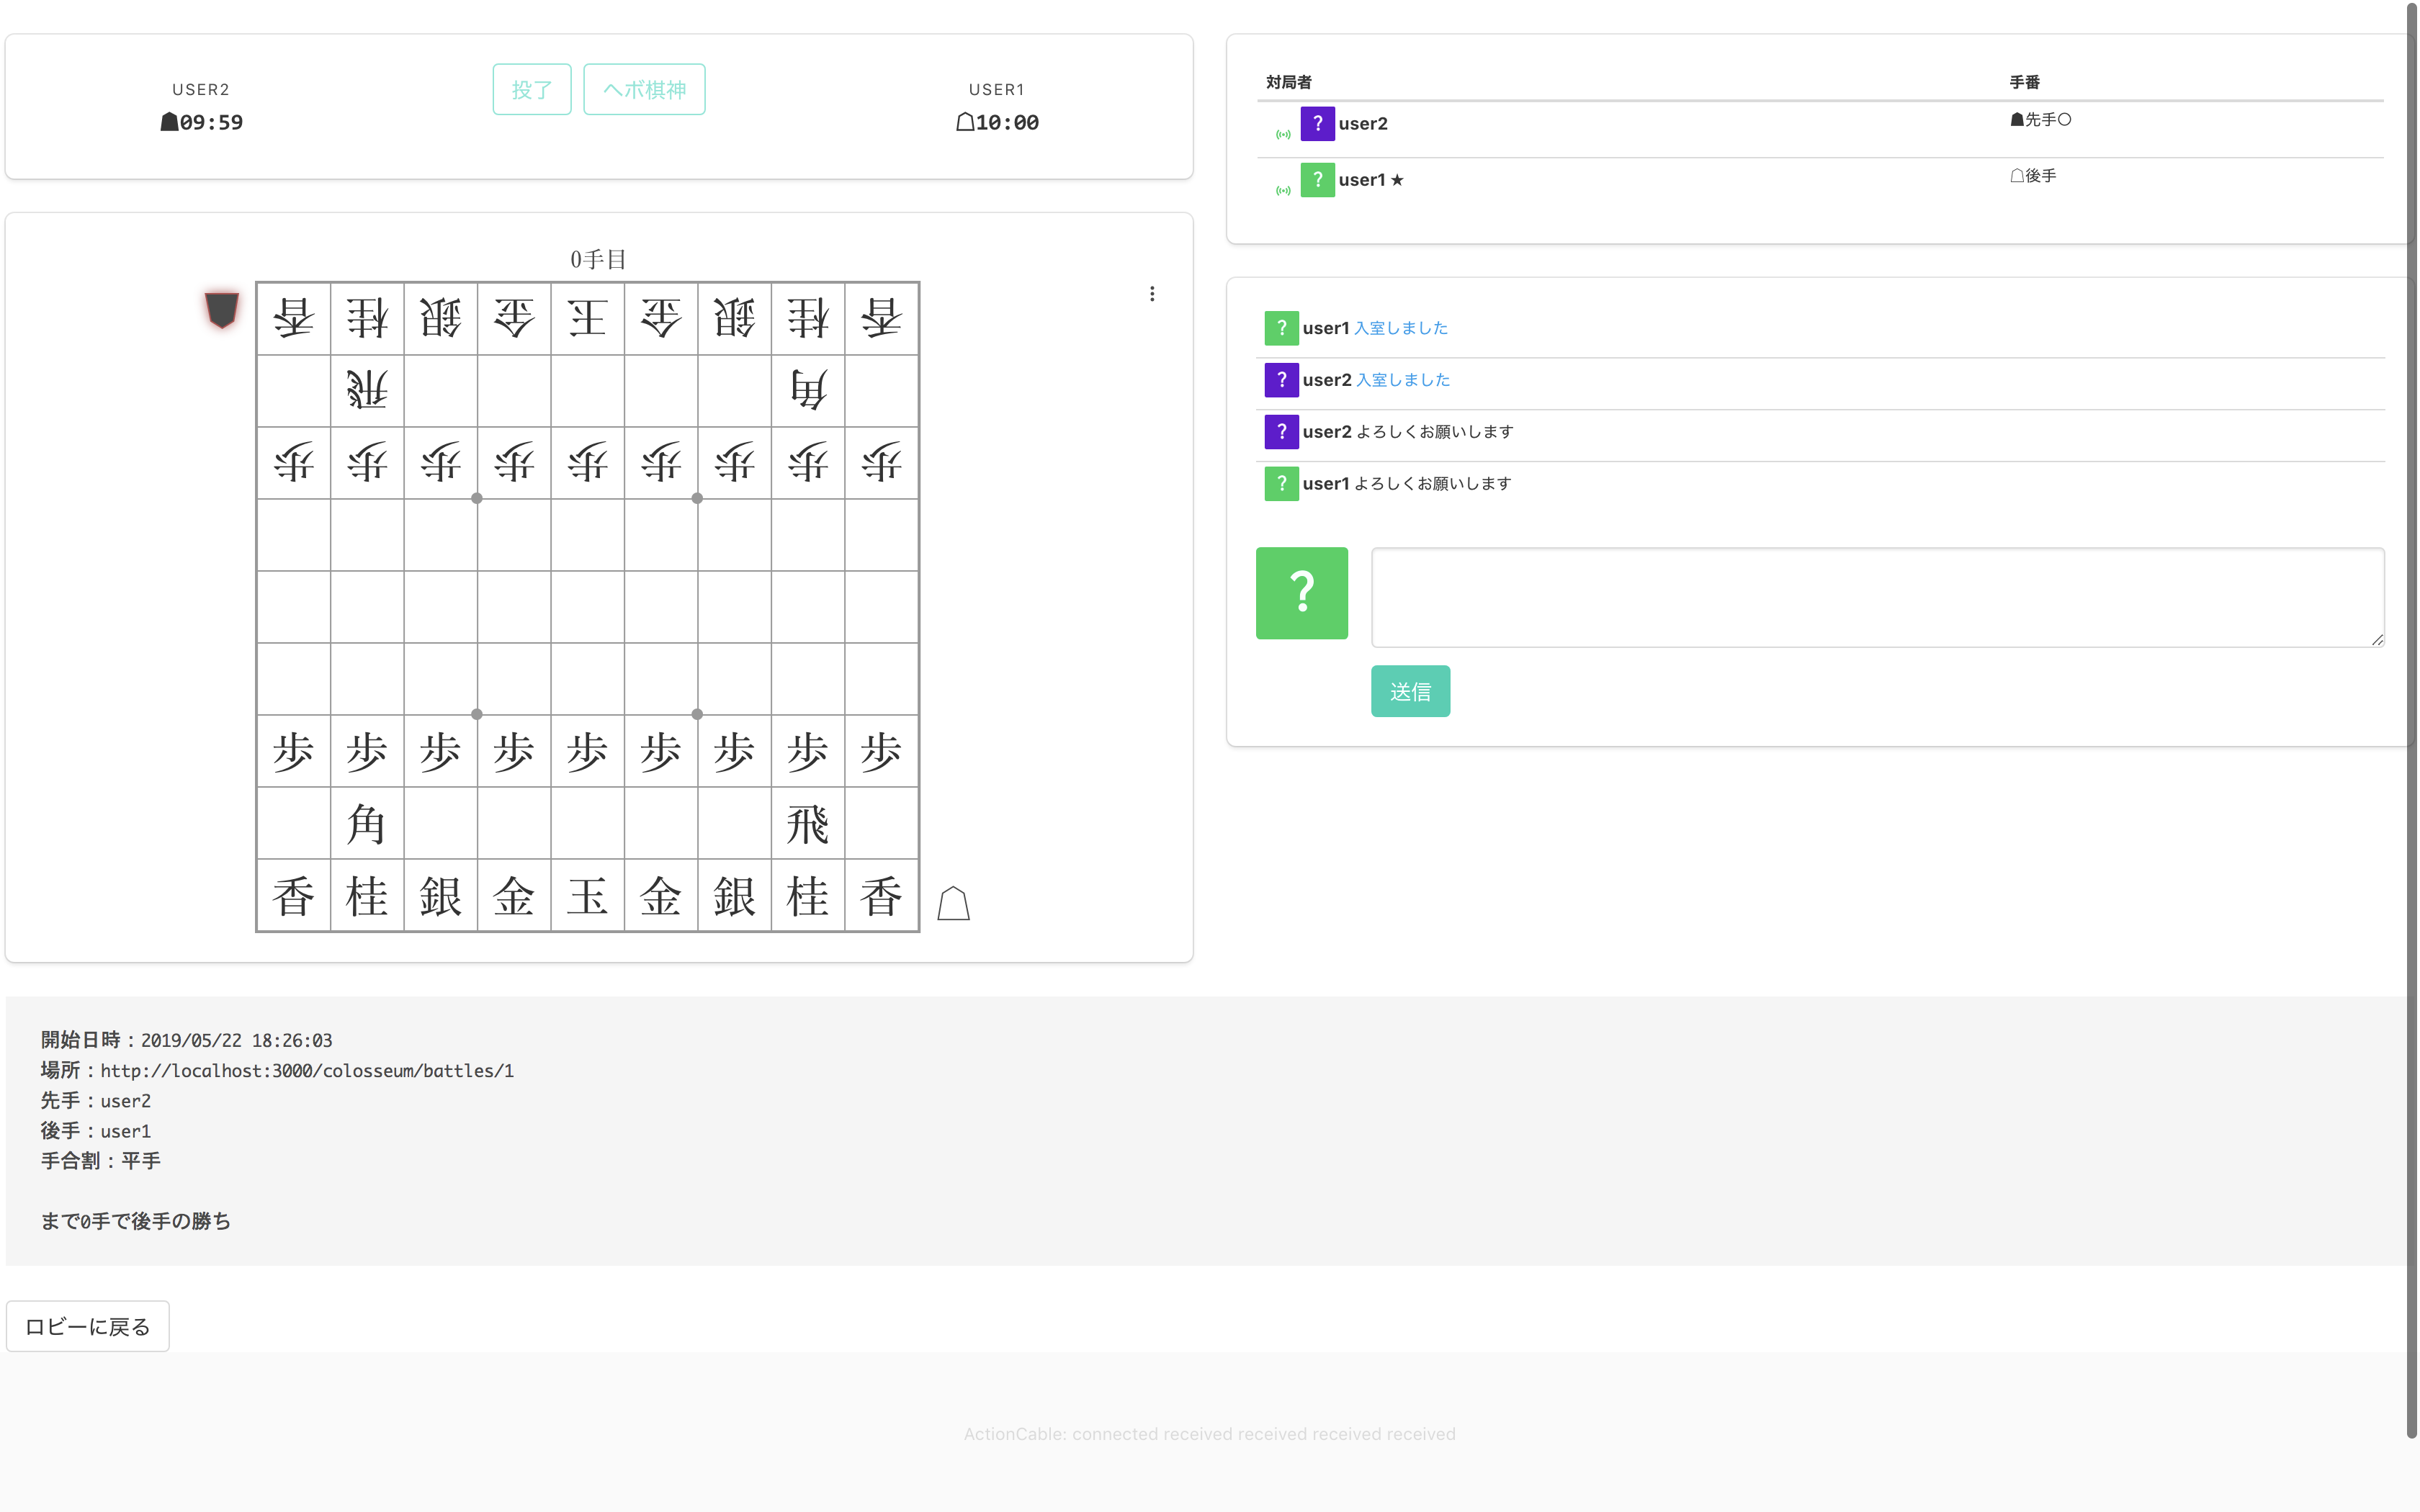 USER2
☗09:59
投了 ヘボ棋神
USER1
☖10:00
0手目
香 桂 銀 金 王 金 銀 桂 香
飛 角
歩 歩 歩 歩 歩 歩 歩 歩 歩
歩 歩 歩 歩 歩 歩 歩 歩 歩
角 飛
香 桂 銀 金 玉 金 銀 桂 香
対局者 手番
? user2 ☗先手○
? user1 ★ ☖後手
? user1 入室しました
? user2 入室しました
? user2 よろしくお願いします
? user1 よろしくお願いします
?
送信
開始日時:2019/05/22 18:26:03
場所:http://localhost:3000/colosseum/battles/1
先手:user2
後手:user1
手合割:平手
まで0手で後手の勝ち
ロビーに戻る
ActionCable: connected received received received received